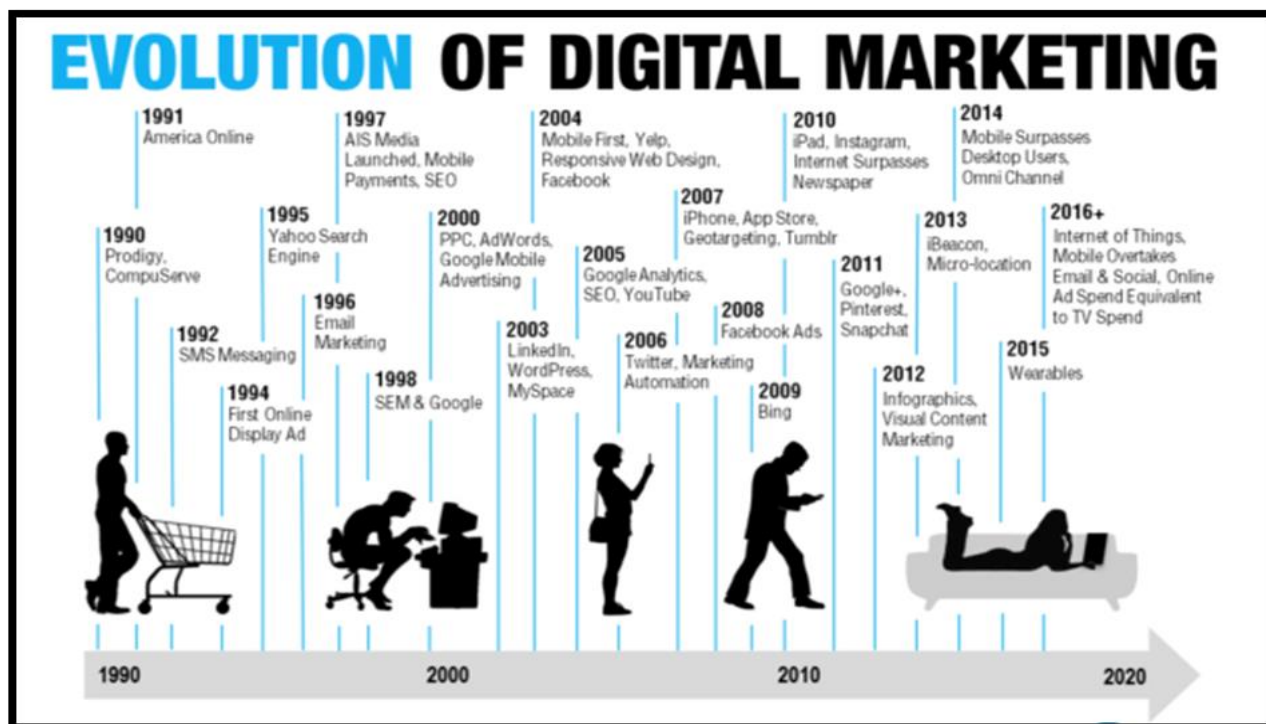 EVOLUTION OF DIGITAL MARKETING
1991
America Online
1997
AIS Media
Launched, Mobile
Payments, SEO
2004
Mobile First, Yelp,
Responsive Web Design,
Facebook
2010
iPad, Instagram,
Internet Surpasses
Newspaper
2014
Mobile Surpasses
Desktop Users,
Omni Channel
1990
Prodigy,
CompuServe
1995
Yahoo Search
Engine
2000
PPC, AdWords,
Google Mobile
Advertising
2007
iPhone, App Store,
Geotargeting, Tumblr
2013
iBeacon,
Micro-location
2016+
Internet of Things,
Mobile Overtakes
Email & Social, Online
Ad Spend Equivalent
to TV Spend
2005
Google Analytics,
SEO, YouTube
2011
Google+,
Pinterest,
Snapchat
1996
Email
Marketing
2008
Facebook Ads
1992
SMS Messaging
2003
LinkedIn,
WordPress,
MySpace
2006
Twitter, Marketing
Automation
2015
Wearables
1998
SEM & Google
1994
First Online
Display Ad
2009
Bing
2012
Infographics,
Visual Content
Marketing
1990
2000
2010
2020